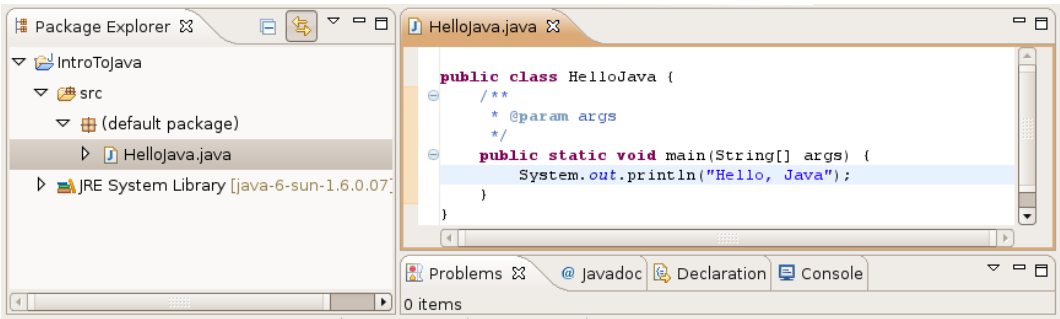 Package Explorer
IntroToJava
src
(default package)
HelloJava.java
JRE System Library [java-6-sun-1.6.0.07]
HelloJava.java
public class HelloJava {
/**
* @param args
*/
public static void main(String[] args) {
System.out.println("Hello, Java");
}
}
Problems @ Javadoc Declaration Console
0 items